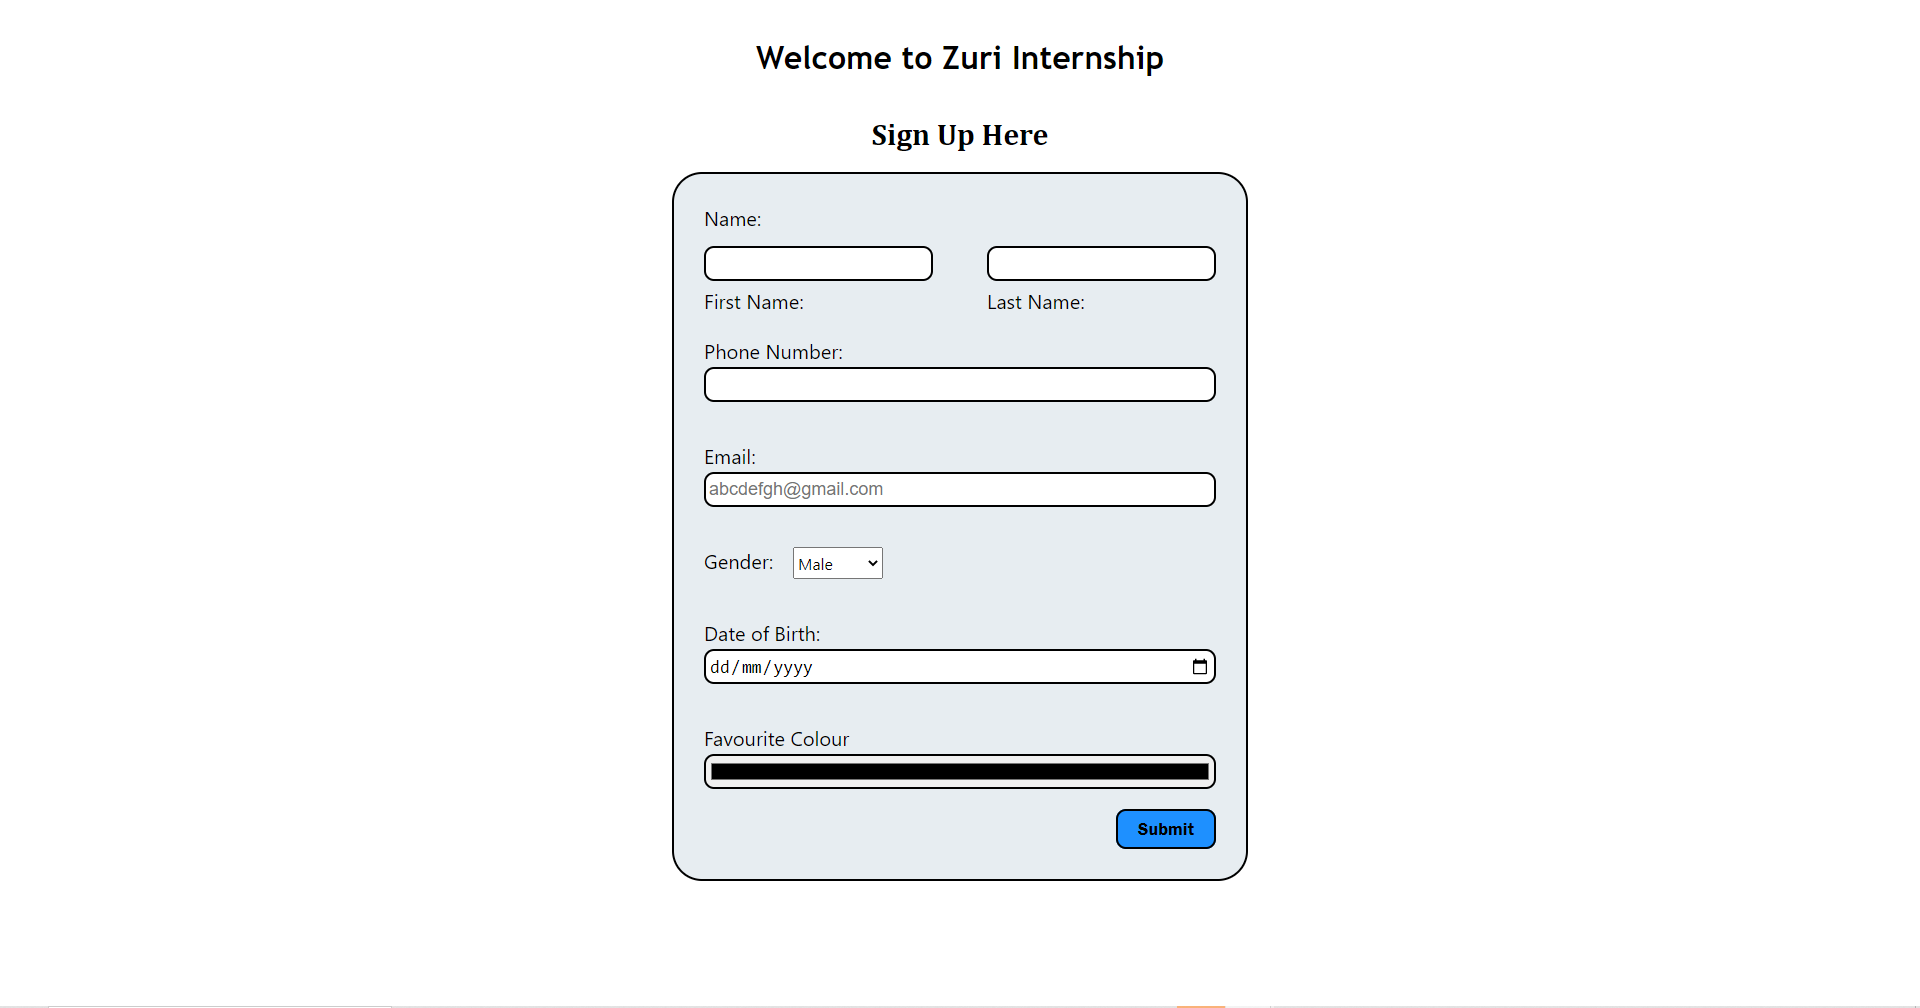 Welcome to Zuri Internship
Sign Up Here
Name:
First Name: Last Name:
Phone Number:
Email:
abcdefgh@gmail.com
Gender: Male
Date of Birth:
dd/mm/yyyy
Favourite Colour
Submit